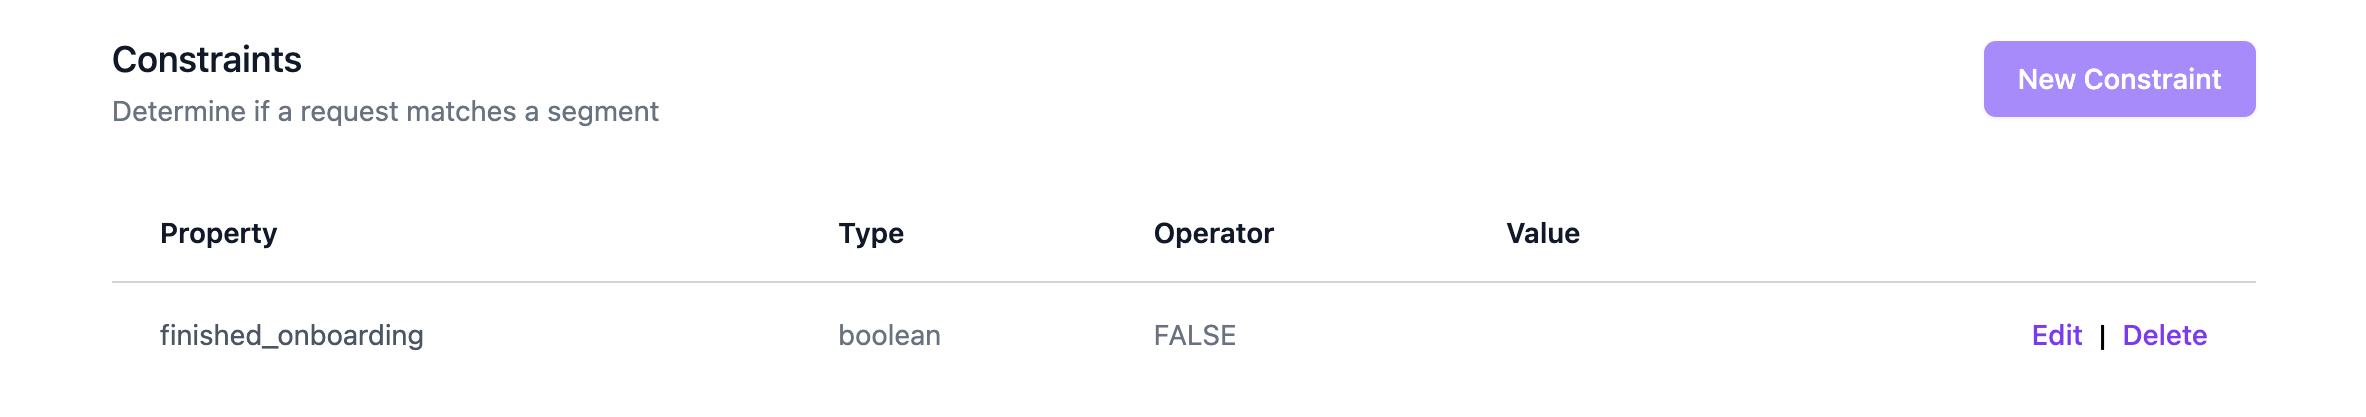 Constraints
Determine if a request matches a segment
New Constraint
Property Type Operator Value
finished_onboarding boolean FALSE Edit | Delete